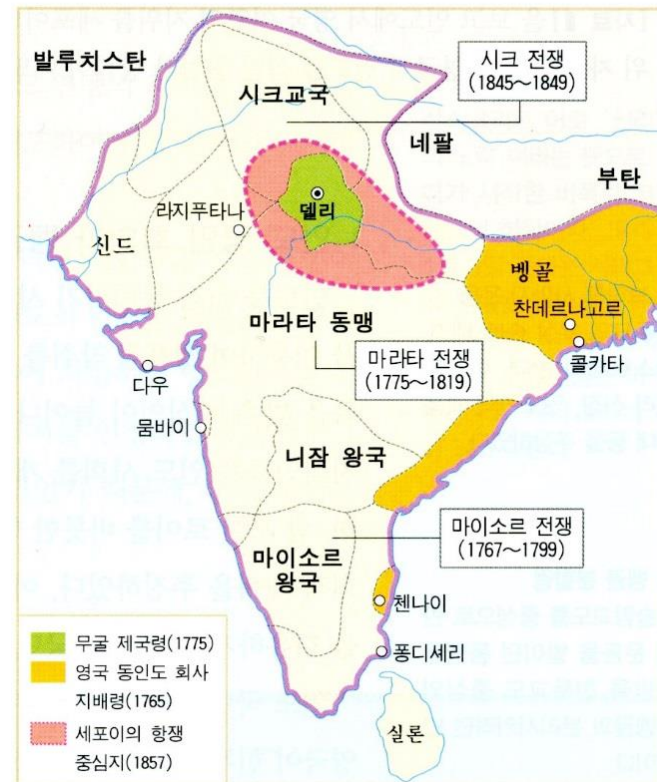 발루치스탄
시크 전쟁
(1845~1849)
시크교국
네팔
부탄
라지푸타나
델리
신드
벵골
찬데르나고르
마라타 동맹
콜카타
마라타 전쟁
(1775~1819)
다우
뭄바이
니잠 왕국
마이소르 전쟁
(1767~1799)
마이소르
왕국
첸나이
퐁디셰리
실론
무굴 제국령(1775)
영국 동인도 회사
지배령(1765)
세포이의 항쟁
중심지(1857)